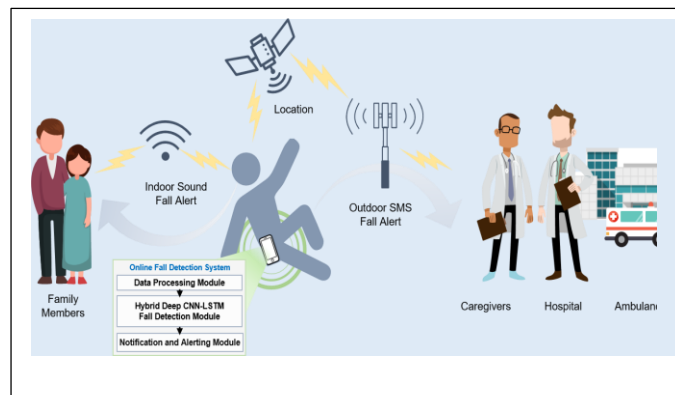 Location
Indoor Sound
Fall Alert
Outdoor SMS
Fall Alert
Online Fall Detection System
Data Processing Module
Hybrid Deep CNN-LSTM
Fall Detection Module
Notification and Alerting Module
Family
Members
Caregivers
Hospital
Ambulanc